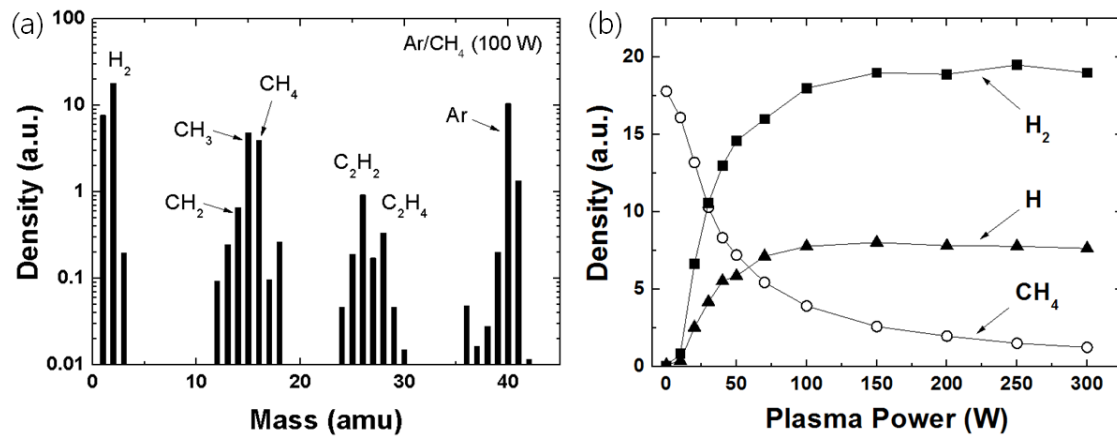 (a)
Ar/CH₄ (100 W)
H₂
CH₄
CH₃
CH₂
C₂H₂
C₂H₄
Ar
100
10
1
0.1
0.01
Density (a.u.)
0 10 20 30 40
Mass (amu)
(b)
20
15
10
5
0
Density (a.u.)
H₂
H
CH₄
0 50 100 150 200 250 300
Plasma Power (W)